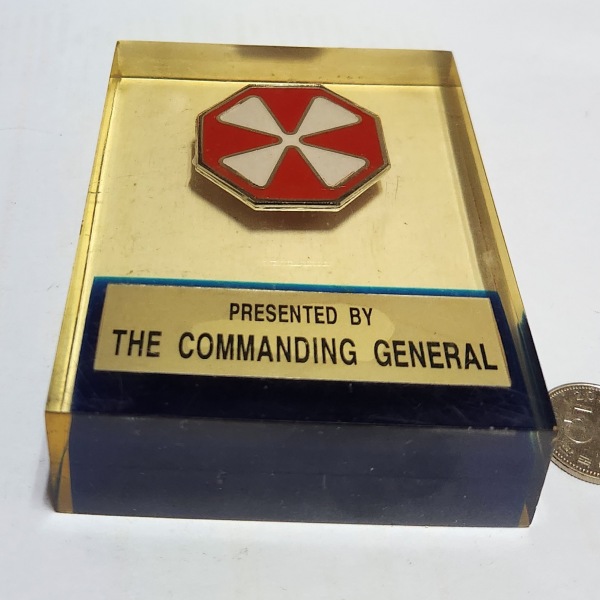 PRESENTED BY
THE COMMANDING GENERAL